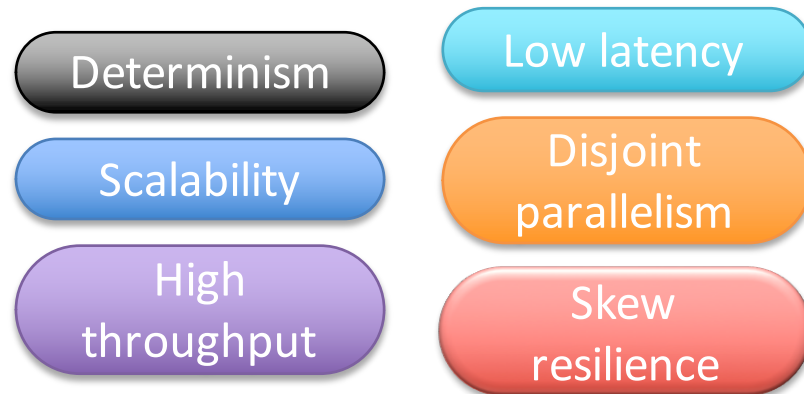 Determinism
Scalability
High
throughput
Low latency
Disjoint
parallelism
Skew
resilience